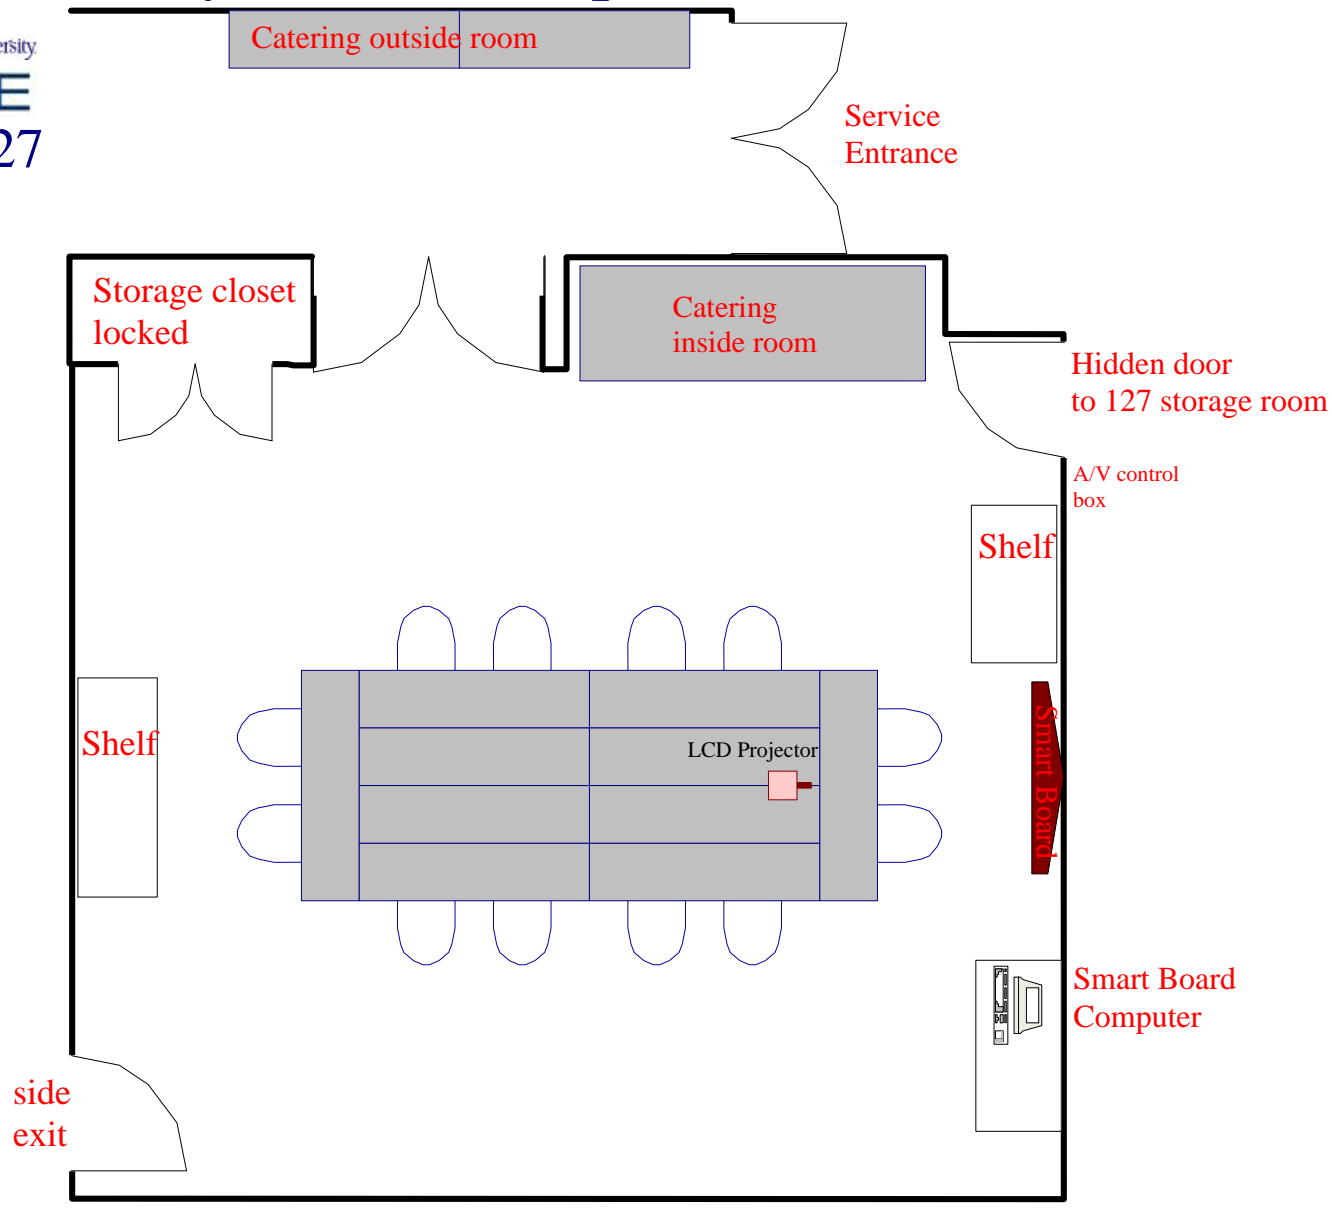 Catering outside room
27
Service
Entrance
Storage closet
locked
Catering
inside room
Hidden door
to 127 storage room
A/V control
box
Shelf
Shelf
LCD Projector
Smart Board
Smart Board
Computer
side
exit